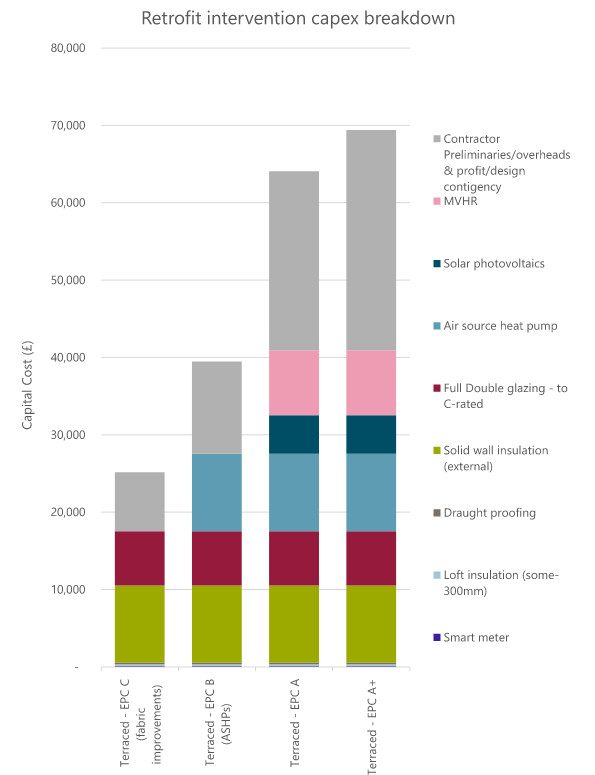 Retrofit intervention capex breakdown
80,000
70,000
60,000
50,000
40,000
30,000
20,000
10,000
-
Capital Cost (£)
Terraced - EPC C
(fabric
improvements)
Terraced - EPC B
(ASHPs)
Terraced - EPC A
Terraced - EPC A+
Contractor
Preliminaries/overheads
& profit/design
contigency
MVHR
Solar photovoltaics
Air source heat pump
Full Double glazing - to
C-rated
Solid wall insulation
(external)
Draught proofing
Loft insulation (some-
300mm)
Smart meter